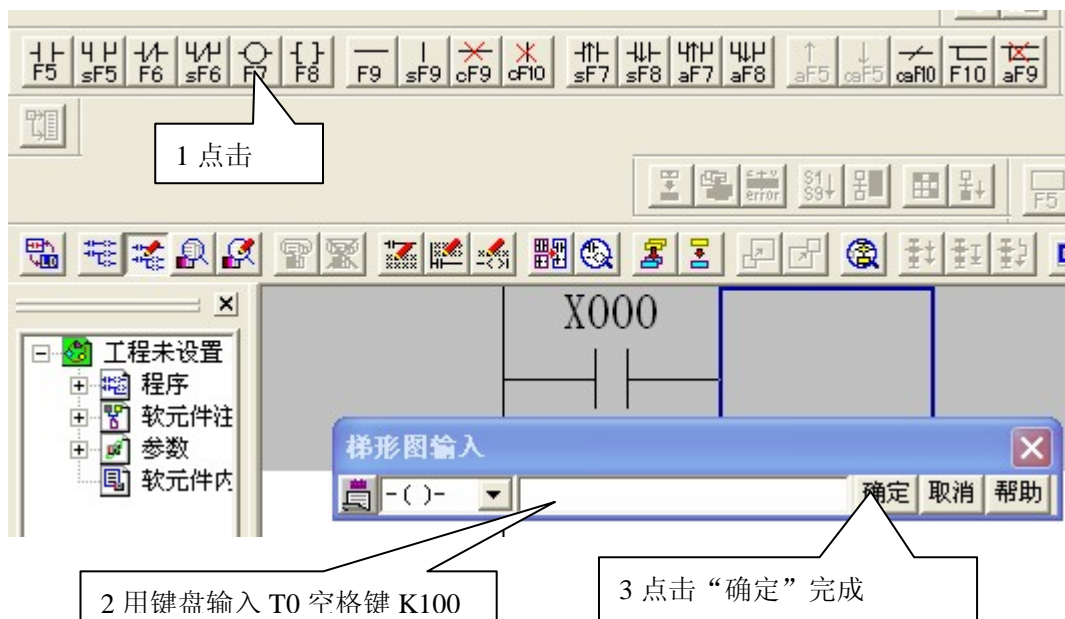 F5 sF5 F6 sF6 F7 F8 F9 sF9 cF9 cF10 sF7 sF8 aF7 aF8 aF5 caF5 caF10 F10 aF9
1 点击
error S1 S9 F5
X000
工程未设置
程序
软元件注
参数
软元件内
梯形图输入
-( )- 确定 取消 帮助
2 用键盘输入 T0 空格键 K100
3 点击“确定”完成